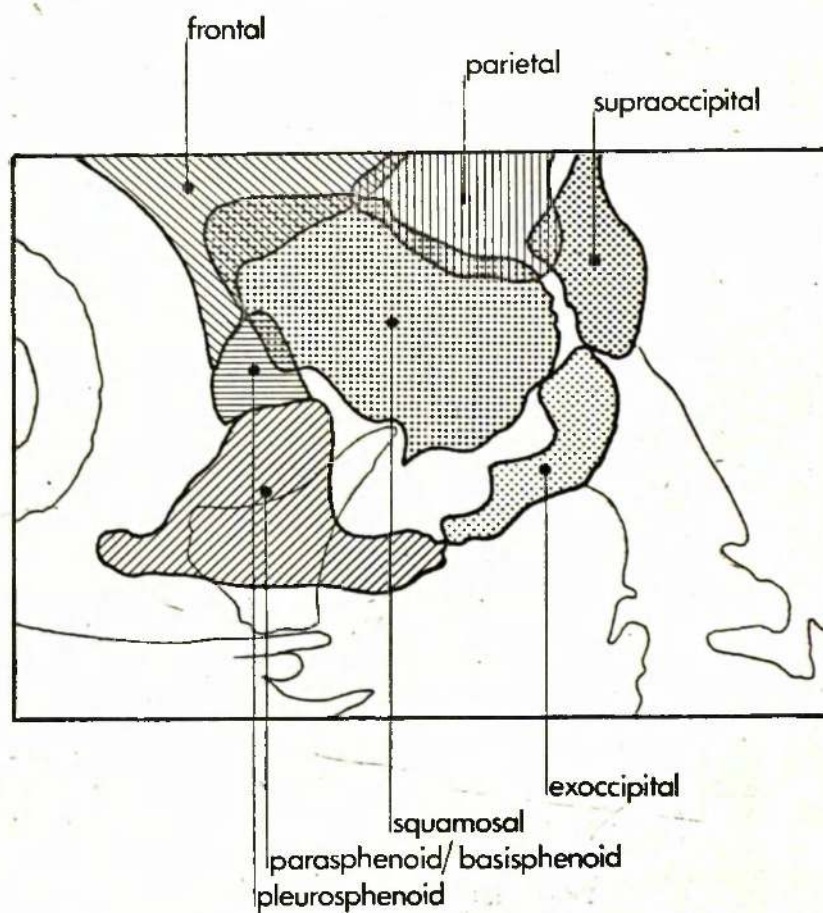 frontal
parietal
supraoccipital
exoccipital
squamosal
parasphenoid/basisphenoid
pleurosphenoid